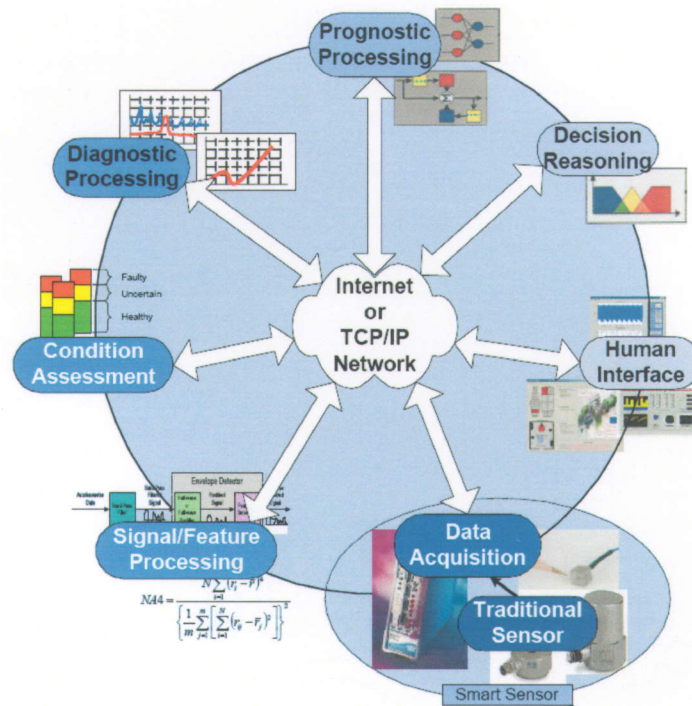 Prognostic
Processing
Decision
Reasoning
Diagnostic
Processing
Internet
or
TCP/IP
Network
Faulty
Uncertain
Healthy
Condition
Assessment
Human
Interface
Envelope Detector
Signal/Feature
Processing
Data
Acquisition
Traditional
Sensor
Smart Sensor